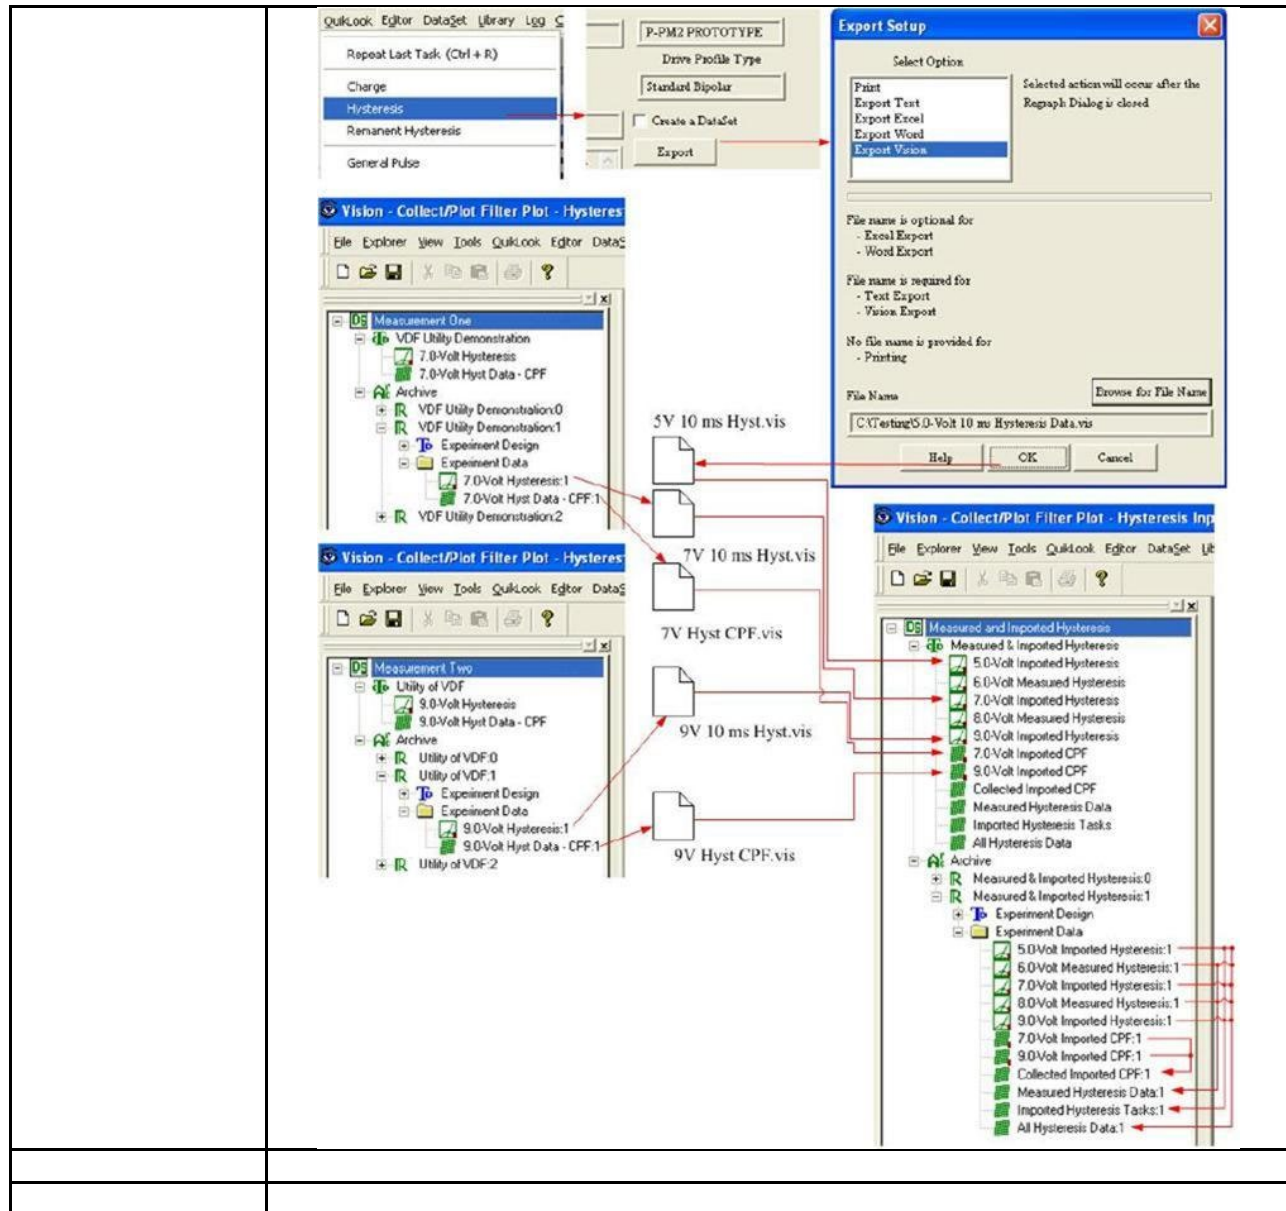 QuikLook Editor DataSet Library Log C
Repeat Last Task (Ctrl + R)
Charge
Hysteresis
Remanent Hysteresis
General Pulse
P-PM2 PROTOTYPE
Drive Profile Type
Standard Bipolar
Create a DataSet
Export
Export Setup
Select Option
Print
Export Text
Export Excel
Export Word
Export Vision
Selected action will occur after the
Regraph Dialog is closed
File name is optional for
- Excel Export
- Word Export
File name is required for
- Text Export
- Vision Export
No file name is provided for
- Printing
File Name
Browse for File Name
C:\Testing\5.0-Volt 10 ms Hysteresis Data.vis
Help OK Cancel
Vision - Collect/Plot Filter Plot - Hysteres
File Explorer View Tools QuikLook Editor DataS
Measurement One
VDF Utility Demonstration
7.0-Volt Hysteresis
7.0-Volt Hyst Data - CPF
Archive
VDF Utility Demonstration:0
VDF Utility Demonstration:1
Experiment Design
Experiment Data
7.0-Volt Hysteresis:1
7.0-Volt Hyst Data - CPF:1
VDF Utility Demonstration:2
Vision - Collect/Plot Filter Plot - Hysteres
File Explorer View Tools QuikLook Editor DataS
Measurement Two
Utility of VDF
9.0-Volt Hysteresis
9.0-Volt Hyst Data - CPF
Archive
Utility of VDF:0
Utility of VDF:1
Experiment Design
Experiment Data
9.0-Volt Hysteresis:1
9.0-Volt Hyst Data - CPF:1
Utility of VDF:2
5V 10 ms Hyst.vis
7V 10 ms Hyst.vis
7V Hyst CPF.vis
9V 10 ms Hyst.vis
9V Hyst CPF.vis
Vision - Collect/Plot Filter Plot - Hysteresis Inp
File Explorer View Tools QuikLook Editor DataSet Lib
Measured and Imported Hysteresis
Measured & Imported Hysteresis
5.0-Volt Imported Hysteresis
6.0-Volt Measured Hysteresis
7.0-Volt Imported Hysteresis
8.0-Volt Measured Hysteresis
9.0-Volt Imported Hysteresis
7.0-Volt Imported CPF
9.0-Volt Imported CPF
Collected Imported CPF
Measured Hysteresis Data
Imported Hysteresis Tasks
All Hysteresis Data
Archive
Measured & Imported Hysteresis:0
Measured & Imported Hysteresis:1
Experiment Design
Experiment Data
5.0-Volt Imported Hysteresis:1
6.0-Volt Measured Hysteresis:1
7.0-Volt Imported Hysteresis:1
8.0-Volt Measured Hysteresis:1
9.0-Volt Imported Hysteresis:1
7.0-Volt Imported CPF:1
9.0-Volt Imported CPF:1
Collected Imported CPF:1
Measured Hysteresis Data:1
Imported Hysteresis Tasks:1
All Hysteresis Data:1